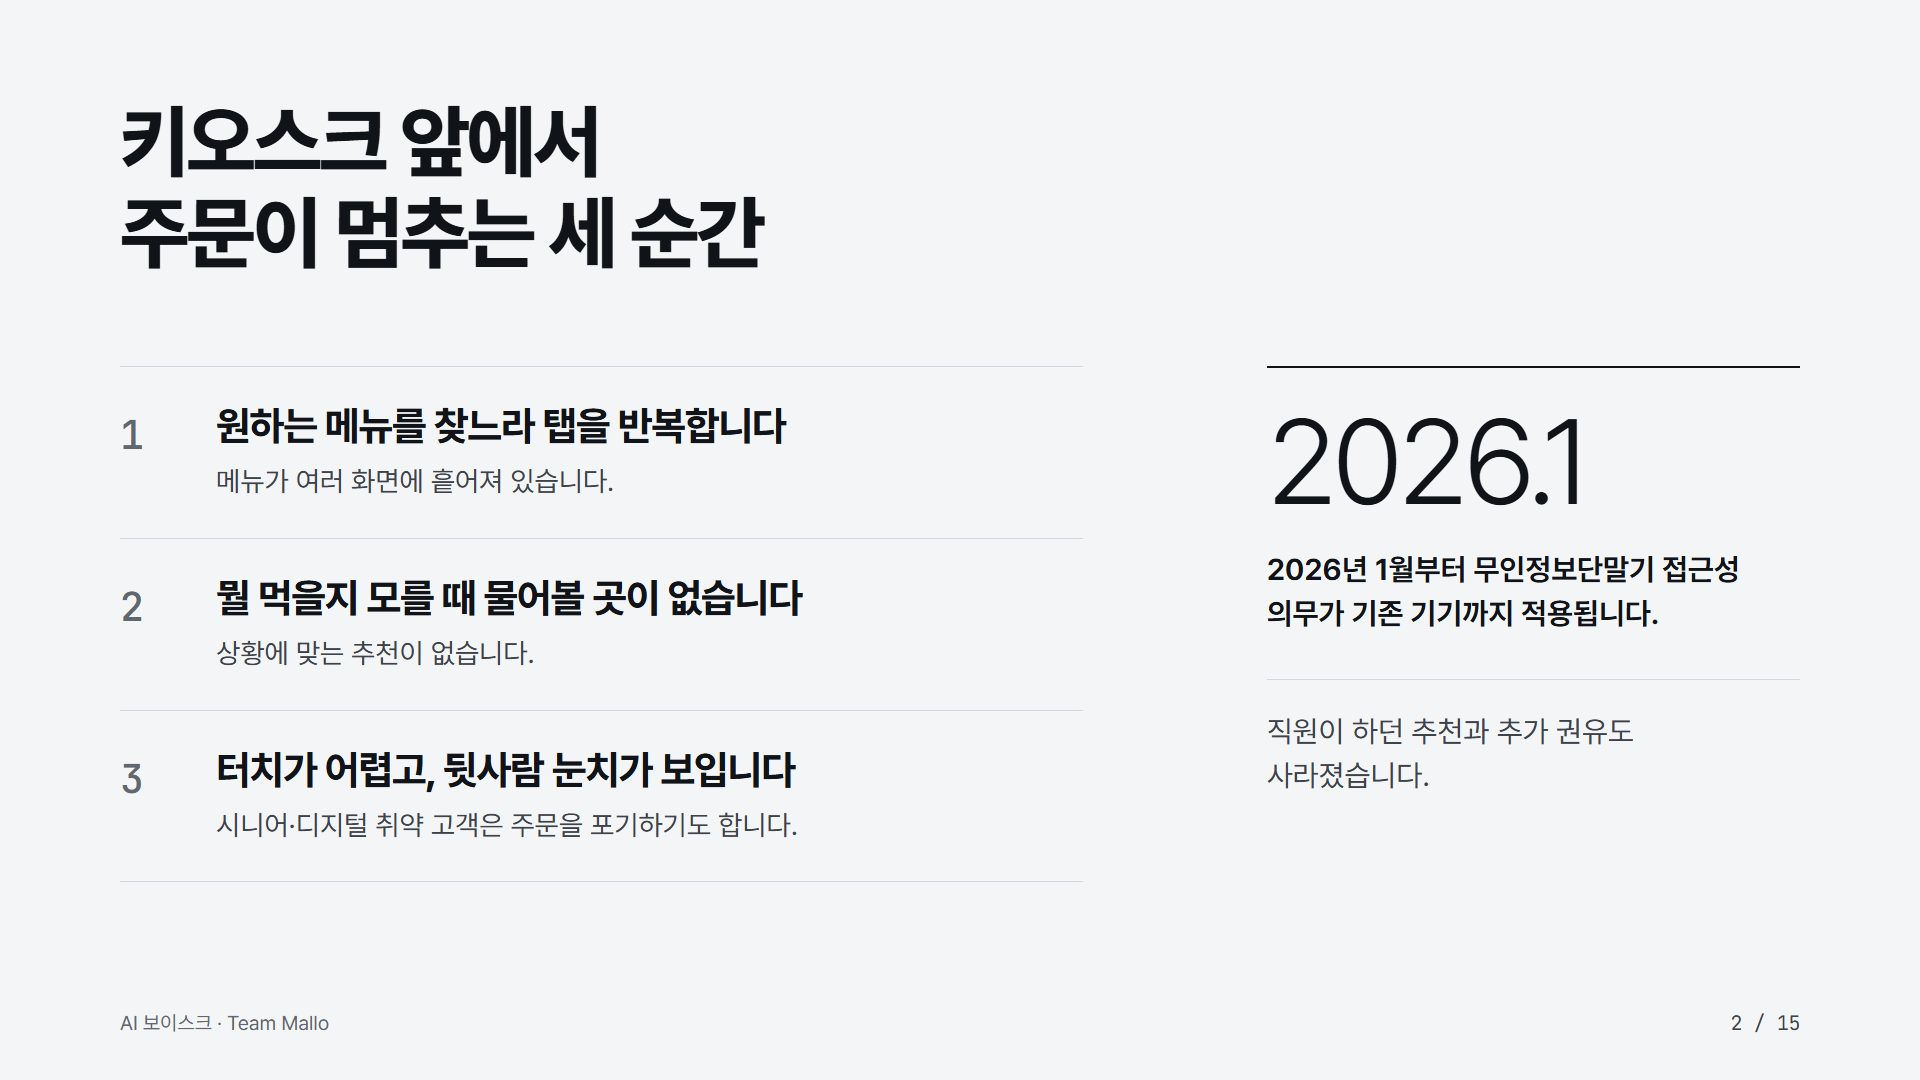 키오스크 앞에서
주문이 멈추는 세 순간
1
원하는 메뉴를 찾느라 탭을 반복합니다
메뉴가 여러 화면에 흩어져 있습니다.
2
뭘 먹을지 모를 때 물어볼 곳이 없습니다
상황에 맞는 추천이 없습니다.
3
터치가 어렵고, 뒷사람 눈치가 보입니다
시니어·디지털 취약 고객은 주문을 포기하기도 합니다.
2026.1
2026년 1월부터 무인정보단말기 접근성
의무가 기존 기기까지 적용됩니다.
직원이 하던 추천과 추가 권유도
사라졌습니다.
AI 보이스크 · Team Mallo
2 / 15